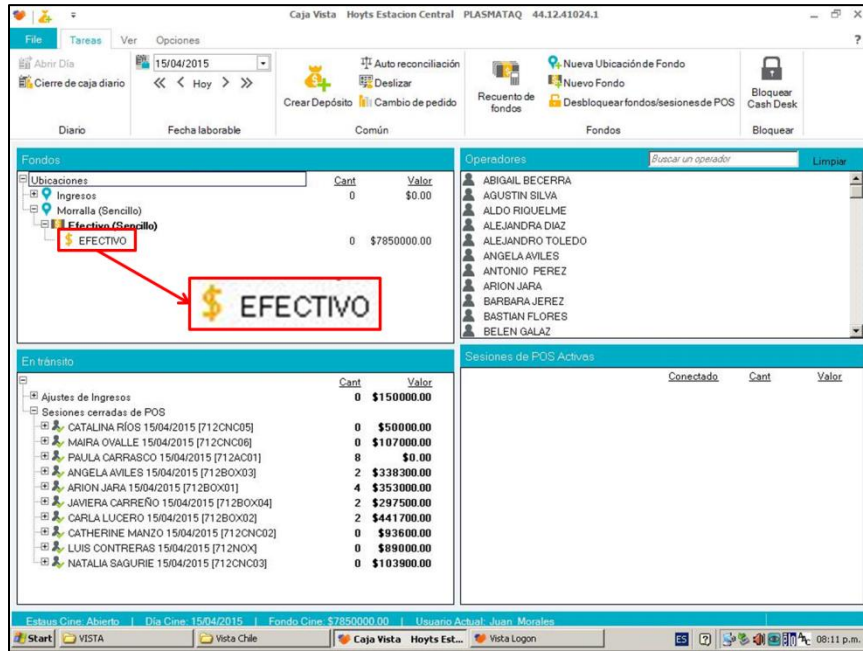 Caja Vista Hoyts Estacion Central PLASMATAQ 44.12.41024.1
File Tareas Ver Opciones ?
Abrir Día
Cierre de caja diario
Diario
15/04/2015
<< < Hoy > >>
Fecha laborable
Crear Depósito
Auto reconciliación
Deslizar
Cambio de pedido
Común
Recuento de fondos
Nueva Ubicación de Fondo
Nuevo Fondo
Desbloquear fondos/sesiones de POS
Fondos
Bloquear Cash Desk
Bloquear
Fondos
Ubicaciones Cant Valor
Ingresos 0 $0.00
Morralla (Sencillo)
Efectivo (Sencillo)
$ EFECTIVO 0 $7850000.00
$ EFECTIVO
Operadores Buscar un operador Limpiar
ABIGAIL BECERRA
AGUSTIN SILVA
ALDO RIQUELME
ALEJANDRA DIAZ
ALEJANDRO TOLEDO
ANGELA AVILES
ANTONIO PEREZ
ARION JARA
BARBARA JEREZ
BASTIAN FLORES
BELEN GALAZ
En tránsito
Cant Valor
Ajustes de Ingresos 0 $150000.00
Sesiones cerradas de POS
CATALINA RÍOS 15/04/2015 [712CNC05] 0 $50000.00
MAIRA OVALLE 15/04/2015 [712CNC06] 0 $107000.00
PAULA CARRASCO 15/04/2015 [712AC01] 8 $0.00
ANGELA AVILES 15/04/2015 [712BOX03] 2 $338300.00
ARION JARA 15/04/2015 [712BOX01] 4 $353000.00
JAVIERA CARREÑO 15/04/2015 [712BOX04] 2 $297500.00
CARLA LUCERO 15/04/2015 [712BOX02] 2 $441700.00
CATHERINE MANZO 15/04/2015 [712CNC02] 0 $93600.00
LUIS CONTRERAS 15/04/2015 [712NOX] 0 $89000.00
NATALIA SAGURIE 15/04/2015 [712CNC03] 0 $103900.00
Sesiones de POS Activas
Conectado Cant Valor
Estaus Cine: Abierto | Día Cine: 15/04/2015 | Fondo Cine: $7850000.00 | Usuario Actual: Juan Morales
Start VISTA Vista Chile Caja Vista Hoyts Est... Vista Logon ES 08:11 p.m.